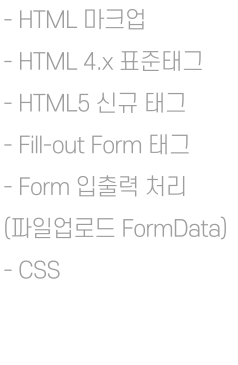 - HTML 마크업
- HTML 4.x 표준태그
- HTML5 신규 태그
- Fill-out Form 태그
- Form 입출력 처리
(파일업로드 FormData)
- CSS